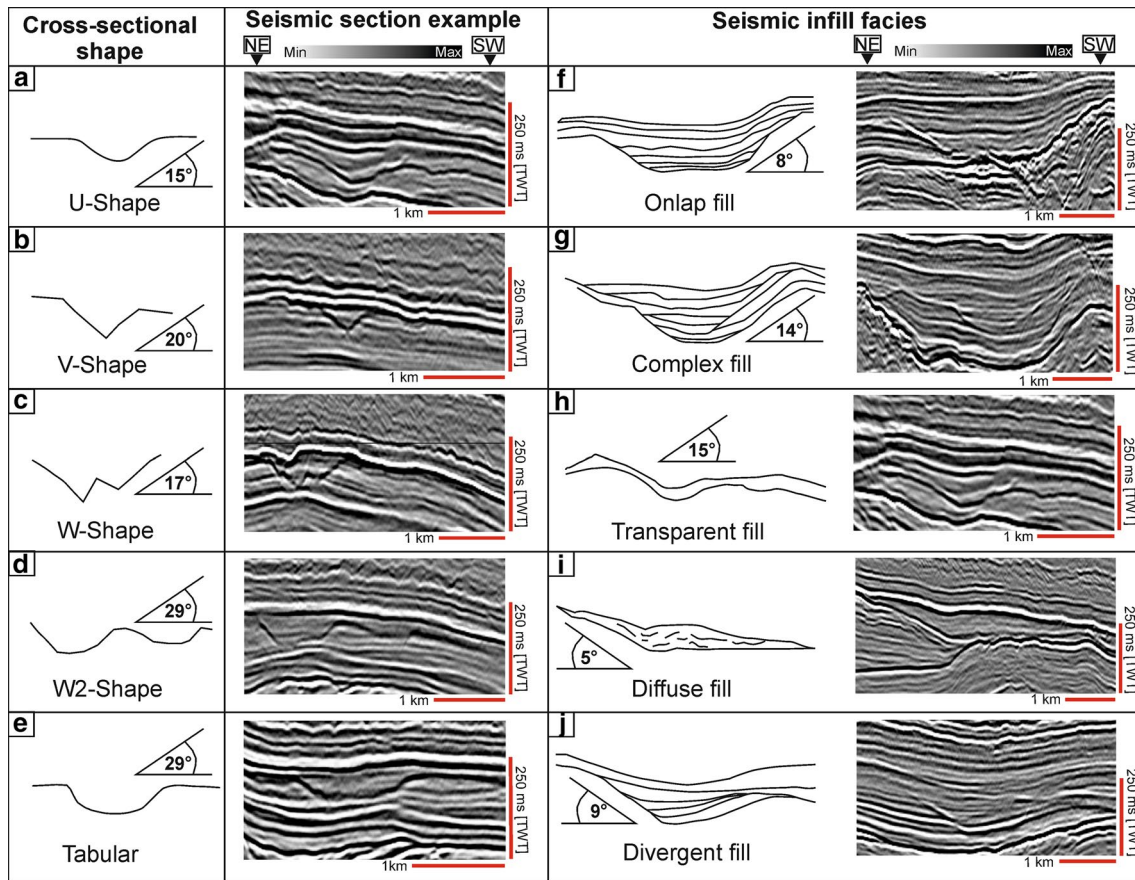 Cross-sectional
shape
Seismic section example
NE
Min
Max
SW
Seismic infill facies
NE
Min
Max
SW
a
15°
U-Shape
250 ms [TWT]
1 km
f
8°
Onlap fill
250 ms [TWT]
1 km
b
20°
V-Shape
250 ms [TWT]
1 km
g
14°
Complex fill
250 ms [TWT]
1 km
c
17°
W-Shape
250 ms [TWT]
1 km
h
15°
Transparent fill
250 ms [TWT]
1 km
d
29°
W2-Shape
250 ms [TWT]
1 km
i
5°
Diffuse fill
250 ms [TWT]
1 km
e
29°
Tabular
250 ms [TWT]
1km
j
9°
Divergent fill
250 ms [TWT]
1 km